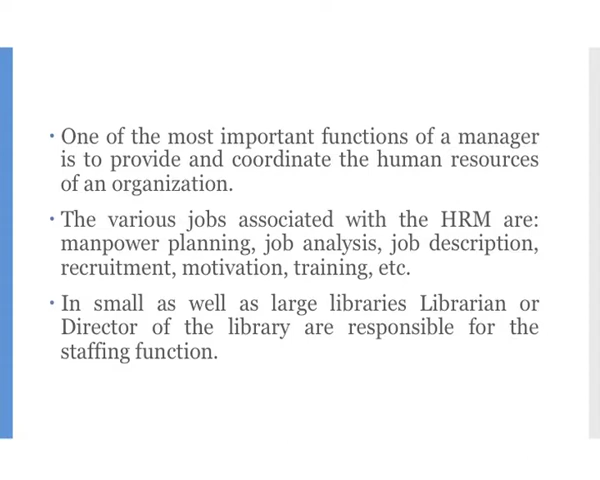 • One of the most important functions of a manager
is to provide and coordinate the human resources
of an organization.
• The various jobs associated with the HRM are:
manpower planning, job analysis, job description,
recruitment, motivation, training, etc.
• In small as well as large libraries Librarian or
Director of the library are responsible for the
staffing function.